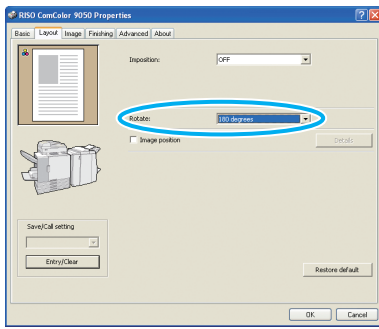 RISO ComColor 9050 Properties
Basic Layout Image Finishing Advanced About
Imposition: OFF
Rotate: 180 degrees
Image position Details
Save/Call setting
Entry/Clear
Restore default
OK Cancel